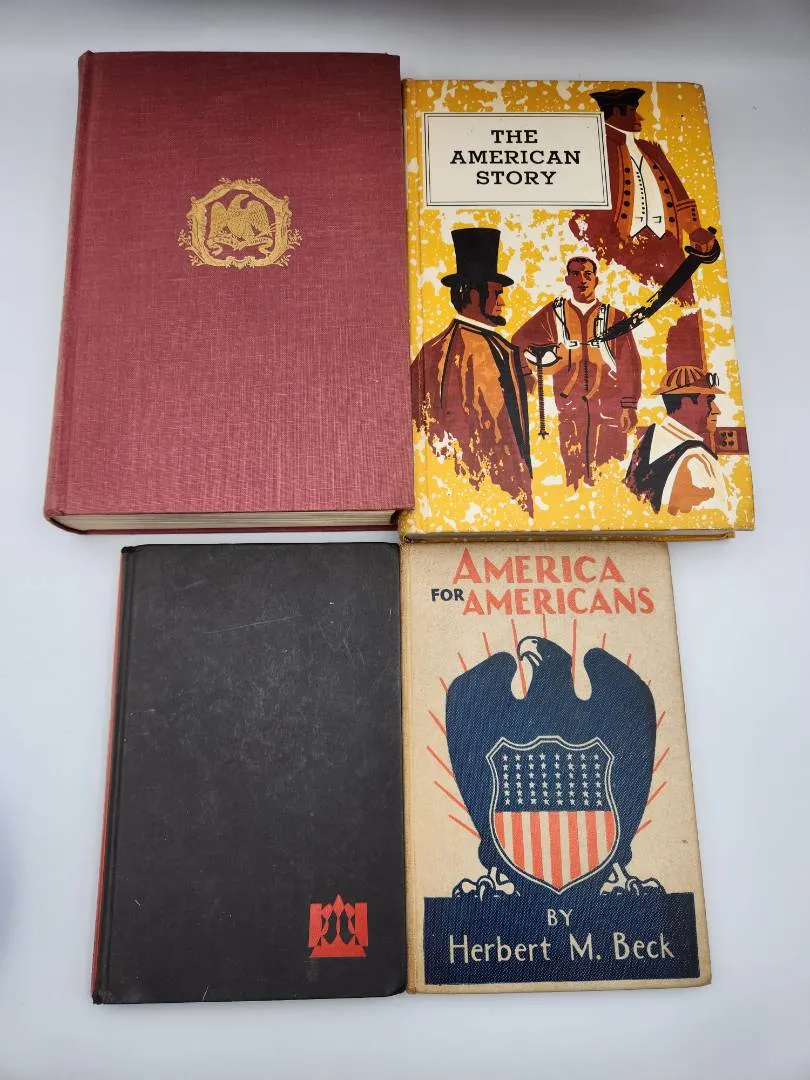 THE
AMERICAN
STORY
AMERICA
FOR AMERICANS
BY
Herbert M. Beck